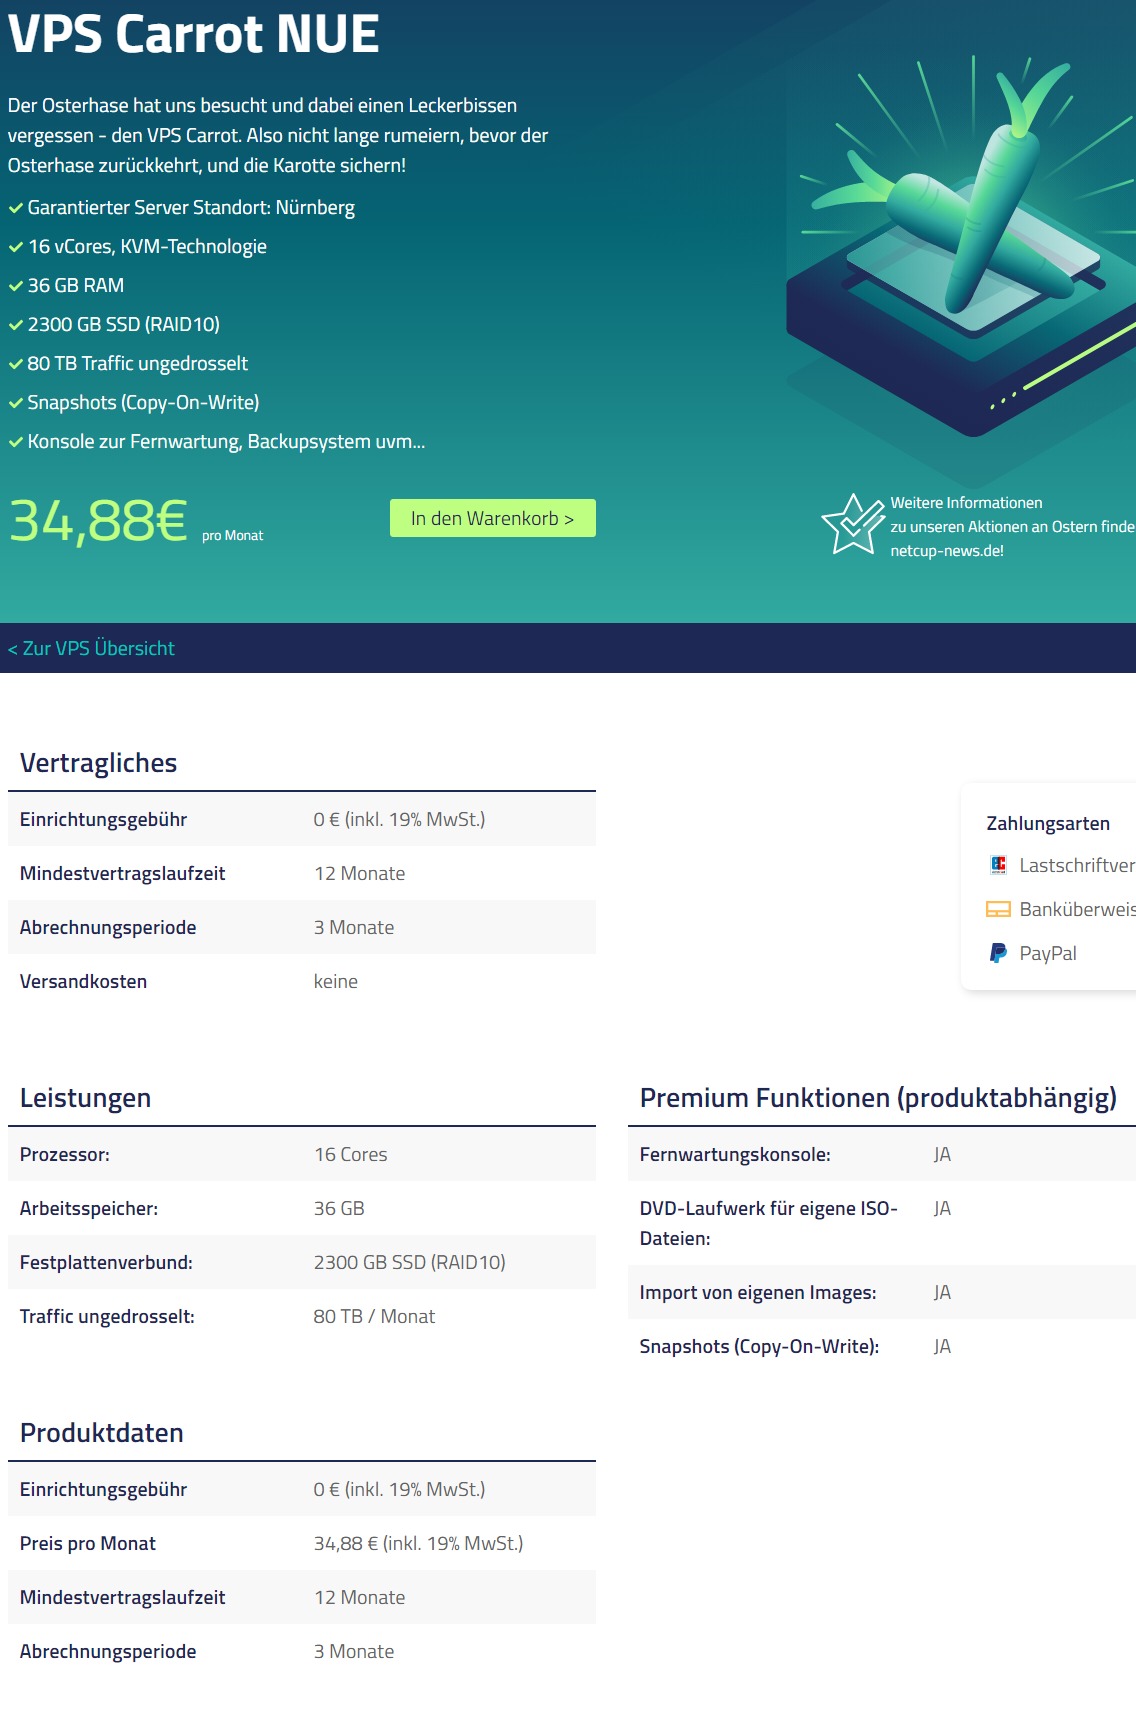 VPS Carrot NUE
Der Osterhase hat uns besucht und dabei einen Leckerbissen
vergessen - den VPS Carrot. Also nicht lange rumeiern, bevor der
Osterhase zurückkehrt, und die Karotte sichern!
Garantierter Server Standort: Nürnberg
16 vCores, KVM-Technologie
36 GB RAM
2300 GB SSD (RAID10)
80 TB Traffic ungedrosselt
Snapshots (Copy-On-Write)
Konsole zur Fernwartung, Backupsystem uvm...
34,88€ pro Monat
In den Warenkorb >
Weitere Informationen
zu unseren Aktionen an Ostern finde
netcup-news.de!
< Zur VPS Übersicht
Vertragliches
Einrichtungsgebühr 0 € (inkl. 19% MwSt.)
Mindestvertragslaufzeit 12 Monate
Abrechnungsperiode 3 Monate
Versandkosten keine
Zahlungsarten
Lastschriftver
Banküberweis
PayPal
Leistungen
Prozessor: 16 Cores
Arbeitsspeicher: 36 GB
Festplattenverbund: 2300 GB SSD (RAID10)
Traffic ungedrosselt: 80 TB / Monat
Premium Funktionen (produktabhängig)
Fernwartungskonsole: JA
DVD-Laufwerk für eigene ISO- JA
Dateien:
Import von eigenen Images: JA
Snapshots (Copy-On-Write): JA
Produktdaten
Einrichtungsgebühr 0 € (inkl. 19% MwSt.)
Preis pro Monat 34,88 € (inkl. 19% MwSt.)
Mindestvertragslaufzeit 12 Monate
Abrechnungsperiode 3 Monate